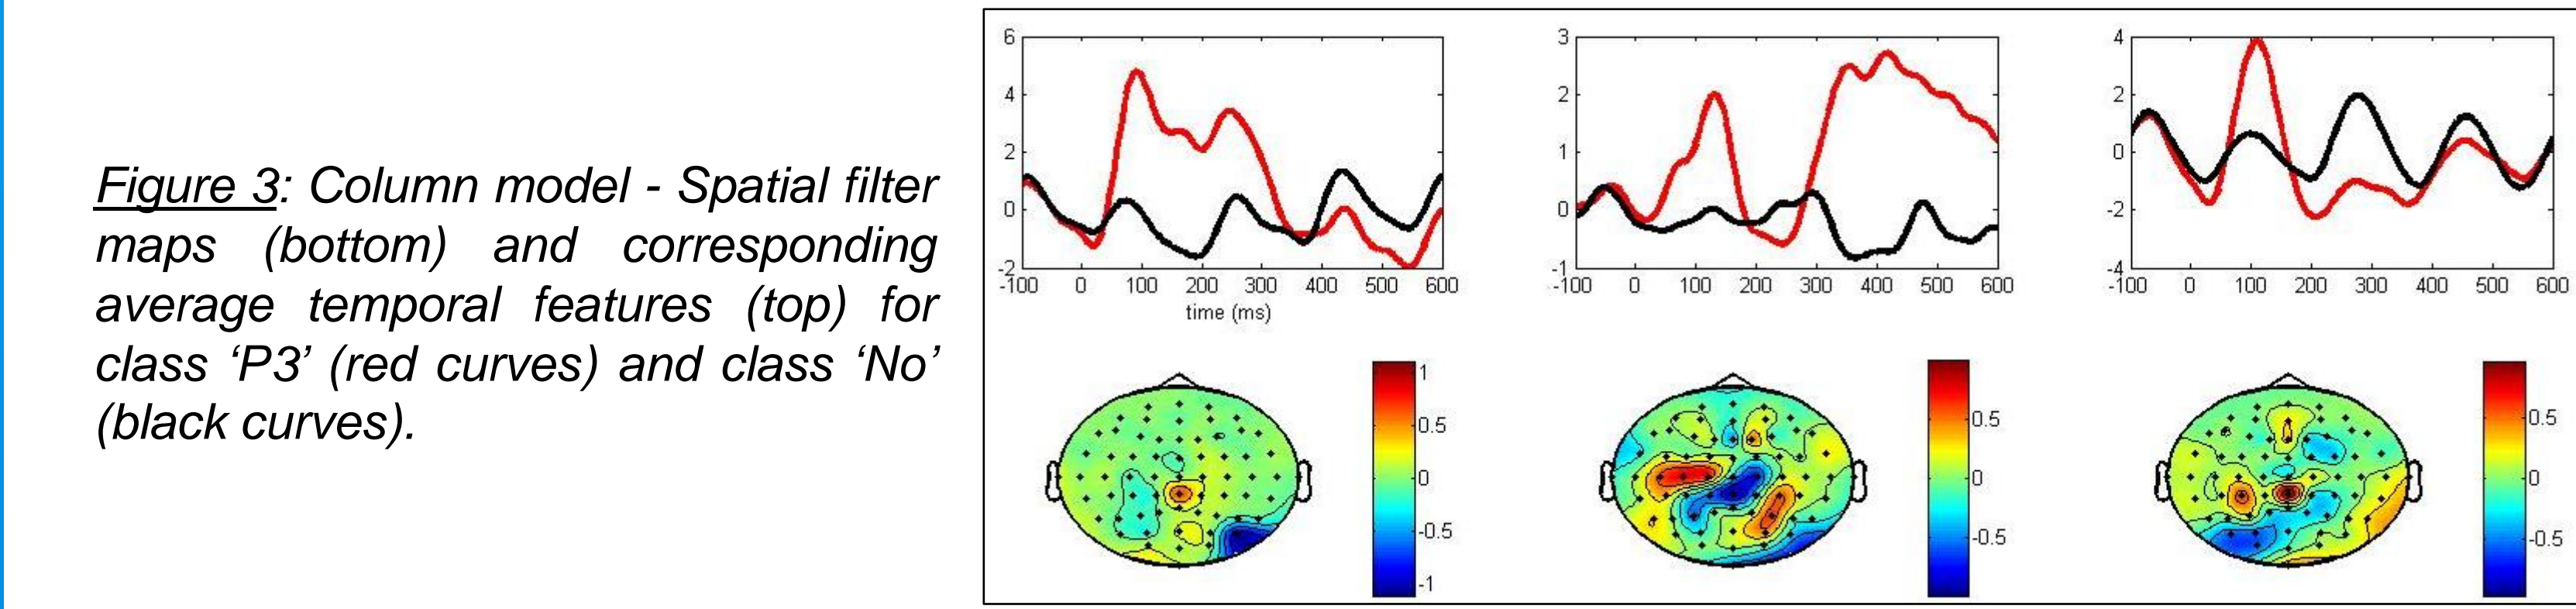 Figure 3: Column model - Spatial filter
maps (bottom) and corresponding
average temporal features (top) for
class ‘P3’ (red curves) and class ‘No’
(black curves).
6
4
2
0
-2
-100 0 100 200 300 400 500 600
time (ms)
3
2
1
0
-1
-100 0 100 200 300 400 500 600
4
2
0
-2
-4
-100 0 100 200 300 400 500 600
1
0.5
0
-0.5
-1
0.5
0
-0.5
0.5
0
-0.5